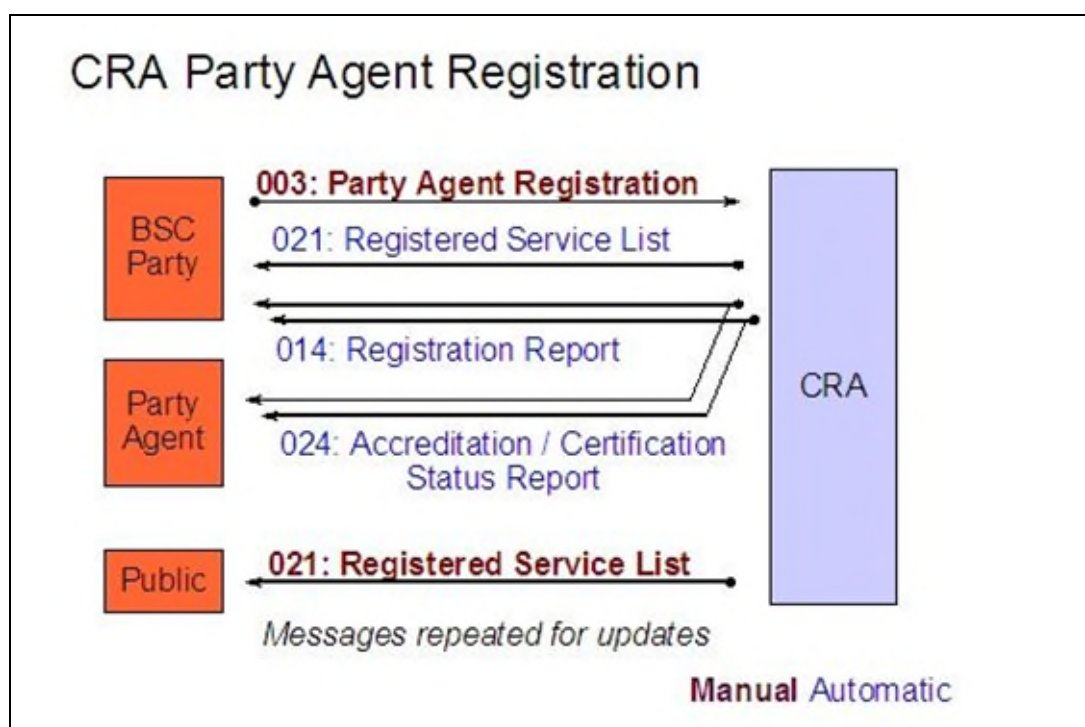 CRA Party Agent Registration
003: Party Agent Registration
BSC
Party
021: Registered Service List
014: Registration Report
CRA
Party
Agent
024: Accreditation / Certification
Status Report
021: Registered Service List
Public
Messages repeated for updates
Manual Automatic